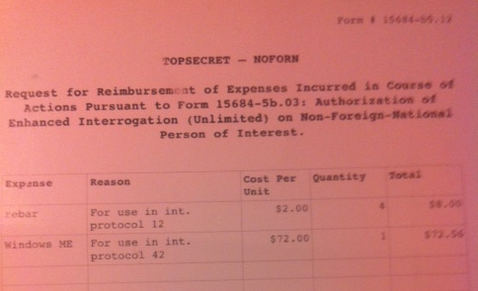 Form # 15684-b5.12
TOPSECRET — NOFORN
Request for Reimbursement of Expenses Incurred in Course of
Actions Pursuant to Form 15684-5b.03: Authorization of
Enhanced Interrogation (Unlimited) on Non-Foreign-National
Person of Interest.
Expense Reason Cost Per Unit Quantity Total
rebar For use in int. protocol 12 $2.00 4 $8.00
Windows ME For use in int. protocol 42 $72.00 1 $72.56